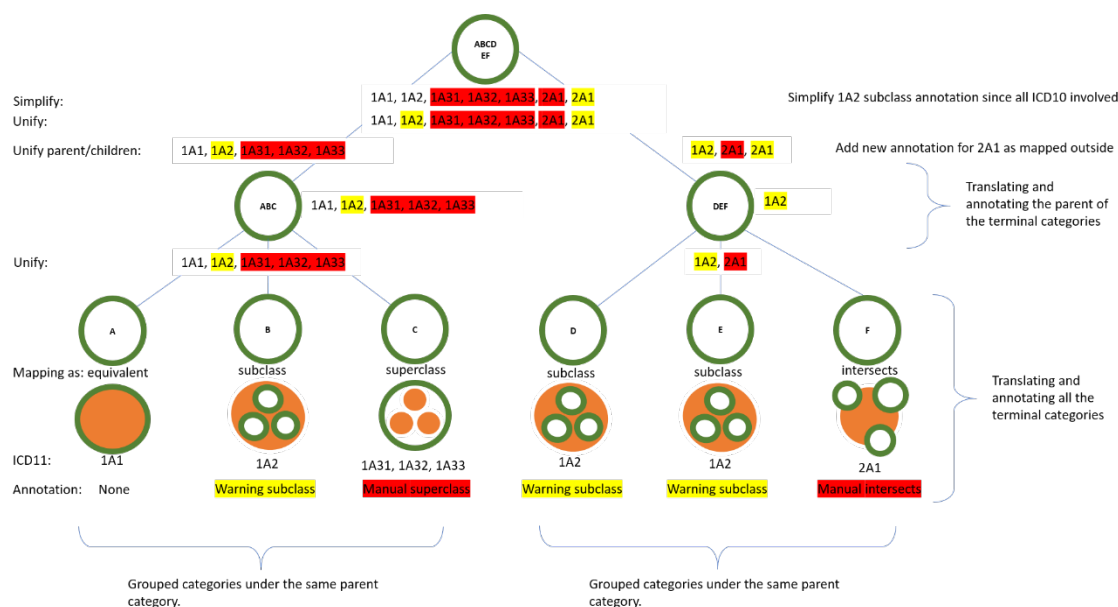 ABCD
EF
Simplify:
1A1, 1A2, 1A31, 1A32, 1A33, 2A1, 2A1
Simplify 1A2 subclass annotation since all ICD10 involved
Unify:
1A1, 1A2, 1A31, 1A32, 1A33, 2A1, 2A1
Unify parent/children:
1A1, 1A2, 1A31, 1A32, 1A33
1A2, 2A1, 2A1
Add new annotation for 2A1 as mapped outside
ABC
1A1, 1A2, 1A31, 1A32, 1A33
DEF
1A2
Translating and
annotating the parent of
the terminal categories
Unify:
1A1, 1A2, 1A31, 1A32, 1A33
1A2, 2A1
A
B
C
D
E
F
Mapping as: equivalent
subclass
superclass
subclass
subclass
intersects
Translating and
annotating all the
terminal categories
ICD11:
1A1
1A2
1A31, 1A32, 1A33
1A2
1A2
2A1
Annotation:
None
Warning subclass
Manual superclass
Warning subclass
Warning subclass
Manual intersects
Grouped categories under the same parent
category.
Grouped categories under the same parent
category.